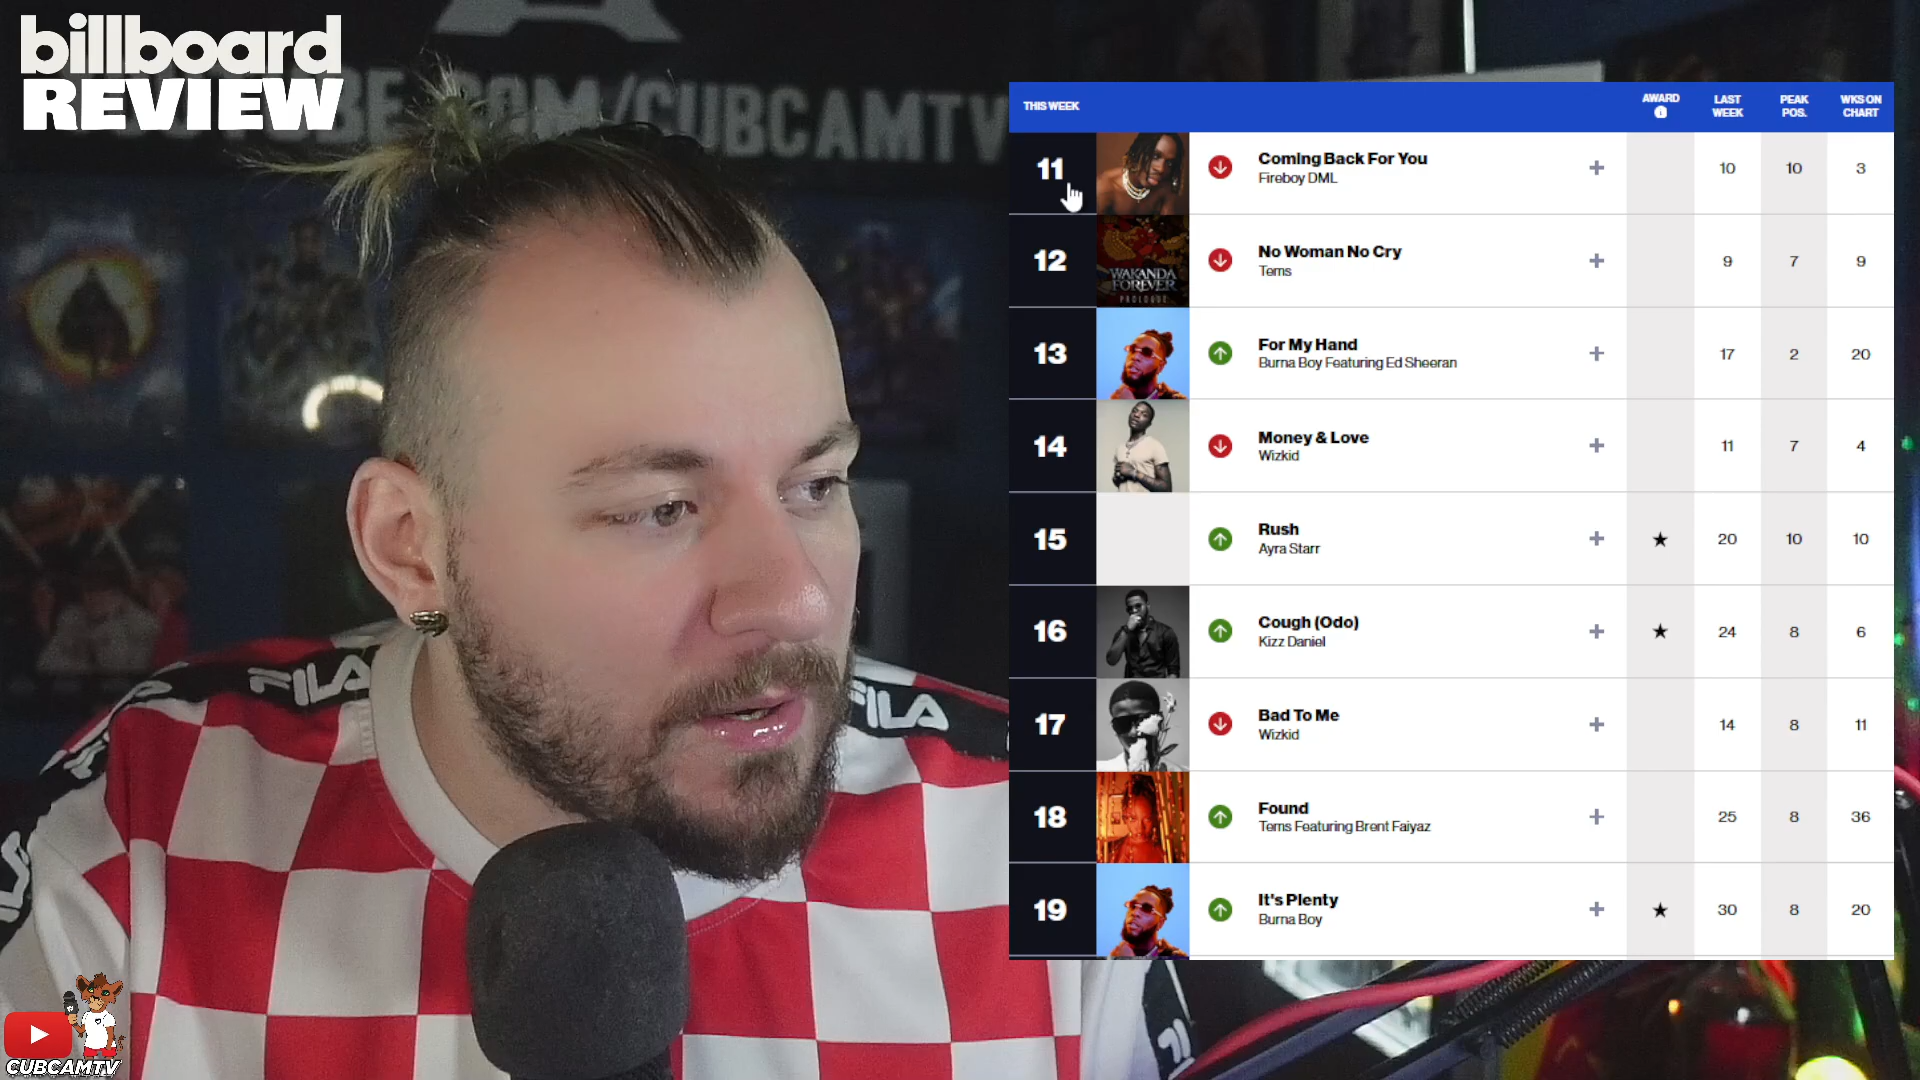 billboard
REVIEW
BE.COM/CUBCAMTV
THIS WEEK
AWARD
LAST WEEK
PEAK POS.
WKS ON CHART
11
Coming Back For You
Fireboy DML
+ 10 10 3
12
WAKANDA
FOREVER
PROLOGUE
No Woman No Cry
Tems
+ 9 7 9
13
For My Hand
Burna Boy Featuring Ed Sheeran
+ 17 2 20
14
Money & Love
Wizkid
+ 11 7 4
15
Rush
Ayra Starr
+ ★ 20 10 10
16
Cough (Odo)
Kizz Daniel
+ ★ 24 8 6
17
Bad To Me
Wizkid
+ 14 8 11
18
Found
Tems Featuring Brent Faiyaz
+ 25 8 36
19
It's Plenty
Burna Boy
+ ★ 30 8 20
FILA
FILA
CUBCAMTV